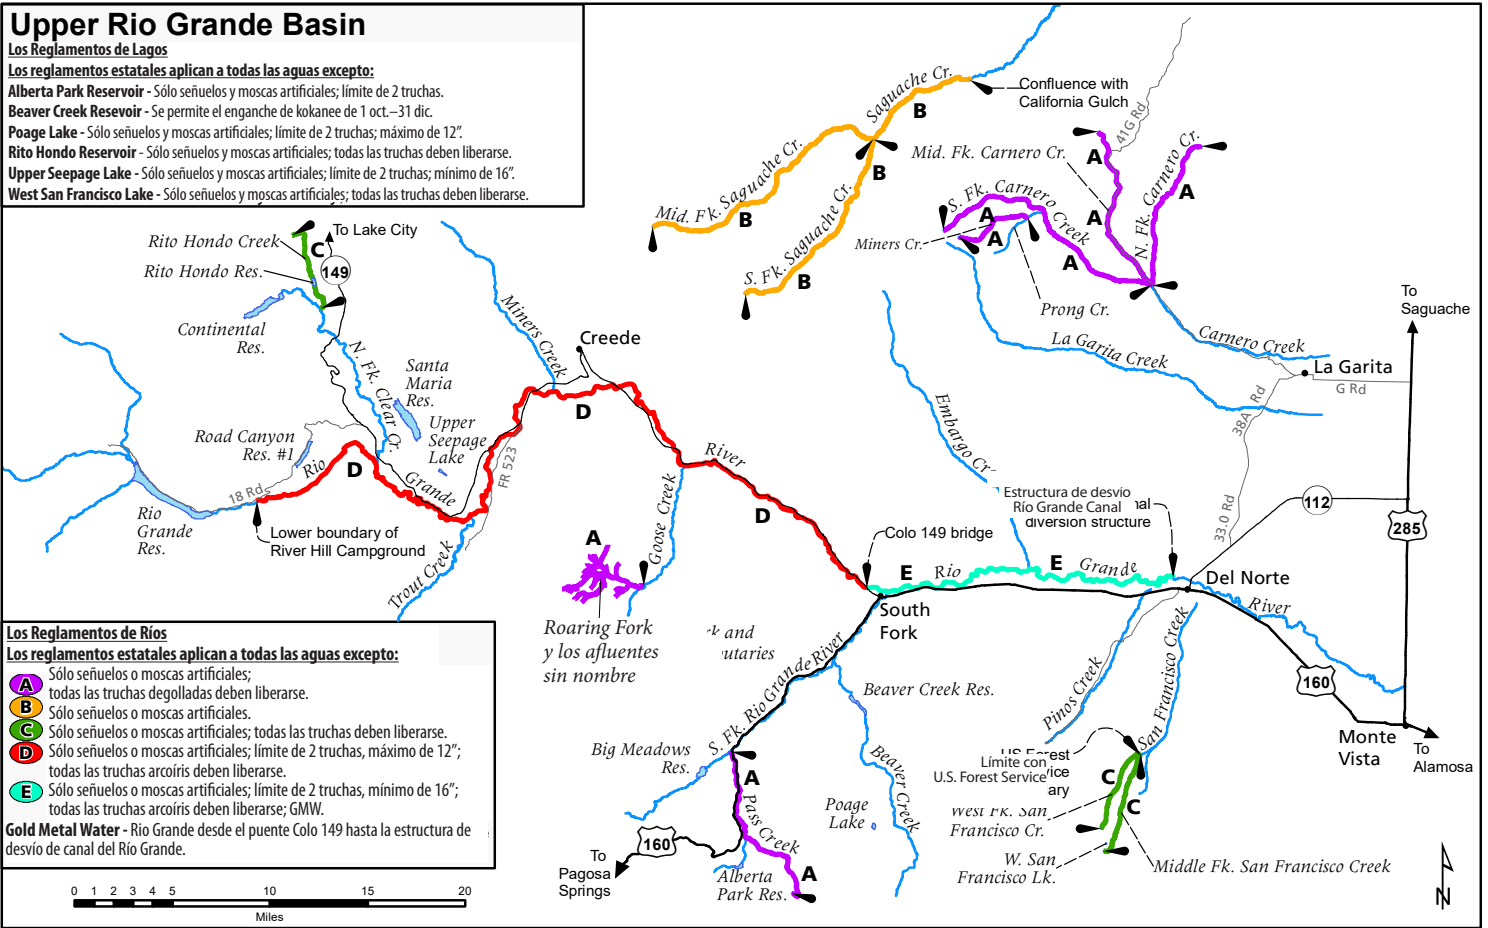 Upper Rio Grande Basin
Los Reglamentos de Lagos
Los reglamentos estatales aplican a todas las aguas excepto:
Alberta Park Reservoir - Sólo señuelos y moscas artificiales; límite de 2 truchas.
Beaver Creek Resevoir - Se permite el enganche de kokanee de 1 oct.–31 dic.
Poage Lake - Sólo señuelos y moscas artificiales; límite de 2 truchas; máximo de 12”.
Rito Hondo Reservoir - Sólo señuelos y moscas artificiales; todas las truchas deben liberarse.
Upper Seepage Lake - Sólo señuelos y moscas artificiales; límite de 2 truchas; mínimo de 16”.
West San Francisco Lake - Sólo señuelos y moscas artificiales; todas las truchas deben liberarse.
Saguache Cr.
B
Confluence with
California Gulch
41G Rd
Mid. Fk. Saguache Cr.
B
B
S. Fk. Saguache Cr.
B
Mid. Fk. Carnero Cr.
A
A
N. Fk. Carnero Cr.
A
S. Fk. Carnero
Creek
A
A
A
Miners Cr.
Prong Cr.
Rito Hondo Creek
C
To Lake City
149
Rito Hondo Res.
Continental
Res.
N. Fk. Clear Cr.
Santa
Maria
Res.
Upper
Seepage
Lake
Miners Creek
Creede
D
Road Canyon
Res. #1
Rio
D
Grande
18 Rd
FR 523
Rio
Grande
Res.
Lower boundary of
River Hill Campground
Trout Creek
River
D
Goose Creek
A
Roaring Fork
y los afluentes
sin nombre
and
utaries
Embargo Cr
La Garita Creek
Carnero Creek
La Garita
G Rd
38A Rd
33.0 Rd
To
Saguache
112
285
Estructura de desvío
Río Grande Canal
nal
diversion structure
Colo 149 bridge
E
Rio
E
Grande
Del Norte
River
South
Fork
160
Monte
Vista
To
Alamosa
S. Fk. Rio Grande River
Beaver Creek Res.
Beaver Creek
Pinos Creek
San Francisco Creek
Big Meadows
Res.
A
Pass Creek
A
Poage
Lake
160
To
Pagosa
Springs
Alberta
Park Res.
US Forest
Límite con
U.S. Forest Service
vice
ary
C
C
West Fk. San
Francisco Cr.
W. San
Francisco Lk.
Middle Fk. San Francisco Creek
Los Reglamentos de Ríos
Los reglamentos estatales aplican a todas las aguas excepto:
A Sólo señuelos o moscas artificiales;
todas las truchas degolladas deben liberarse.
B Sólo señuelos o moscas artificiales.
C Sólo señuelos o moscas artificiales; todas las truchas deben liberarse.
D Sólo señuelos o moscas artificiales; límite de 2 truchas, máximo de 12”;
todas las truchas arcoíris deben liberarse.
E Sólo señuelos o moscas artificiales; límite de 2 truchas, mínimo de 16”;
todas las truchas arcoíris deben liberarse; GMW.
Gold Metal Water - Rio Grande desde el puente Colo 149 hasta la estructura de
desvío de canal del Río Grande.
0 1 2 3 4 5 10 15 20
Miles
N